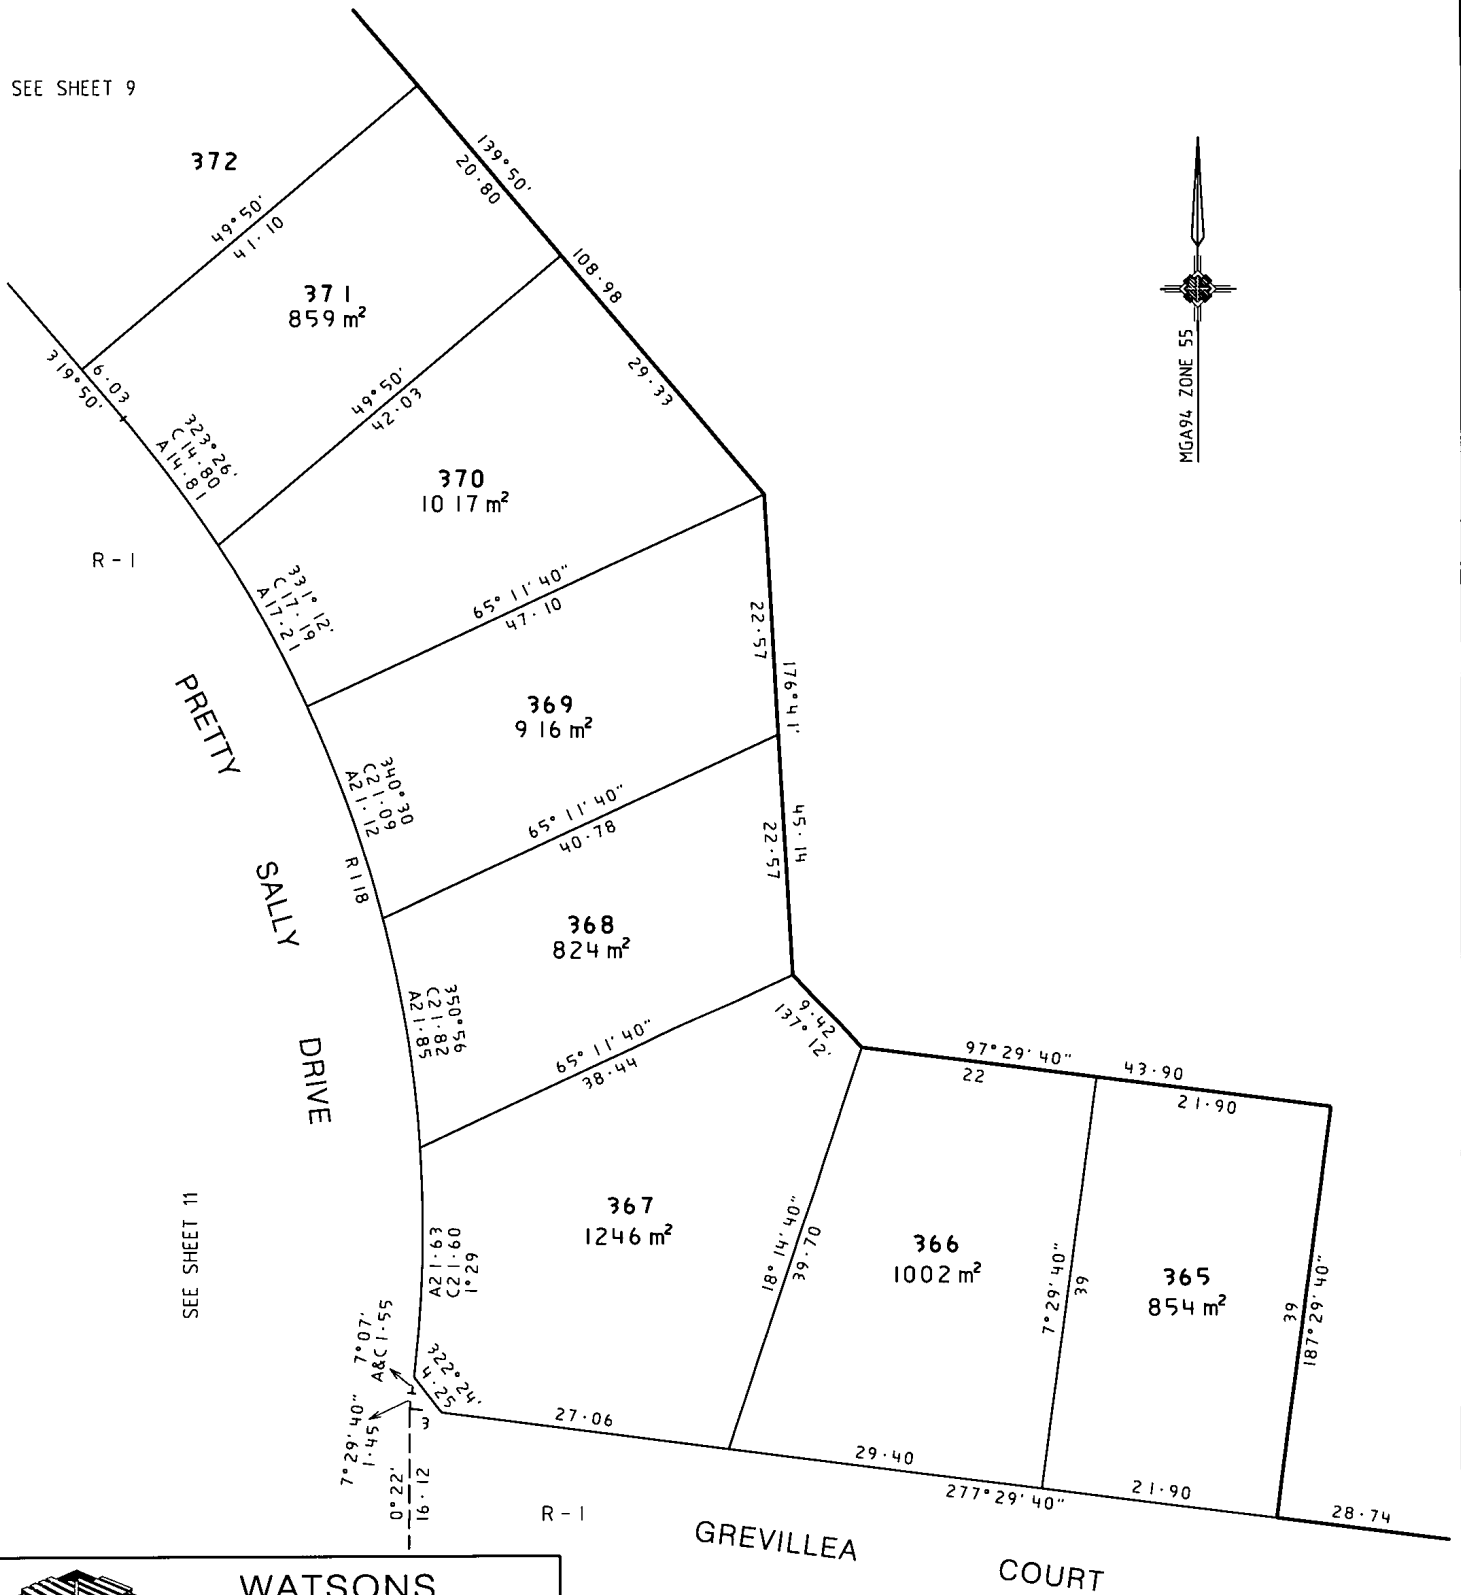 SEE SHEET 9
372
139°50'
20·80
49°50'
41·10
108·98
371
859 m²
MGA94 ZONE 55
6·03
319°50'
29·33
49°50'
42·03
323°26'
C14·80
A14·81
370
1017 m²
R-1
331°12'
C17·19
A17·21
65°11'40"
47·10
22·57
176°41'
PRETTY
369
916 m²
340°30
C21·09
A21·12
65°11'40"
40·78
45·14
22·57
R118
SALLY
368
824 m²
350°56
C21·82
A21·85
9·42
137°12'
DRIVE
65°11'40"
38·44
97°29'40"
43·90
22
21·90
SEE SHEET 11
367
1246 m²
A21·63
C21·60
1°29
18°14'40"
39·70
366
1002 m²
7°29'40"
39
365
854 m²
39
187°29'40"
7°07'
A&C 1·55
322°24'
4·25
7°29'40"
1·45
3
27·06
29·40
277°29'40"
21·90
28·74
0°22'
16·12
R-1
GREVILLEA
COURT
WATSONS